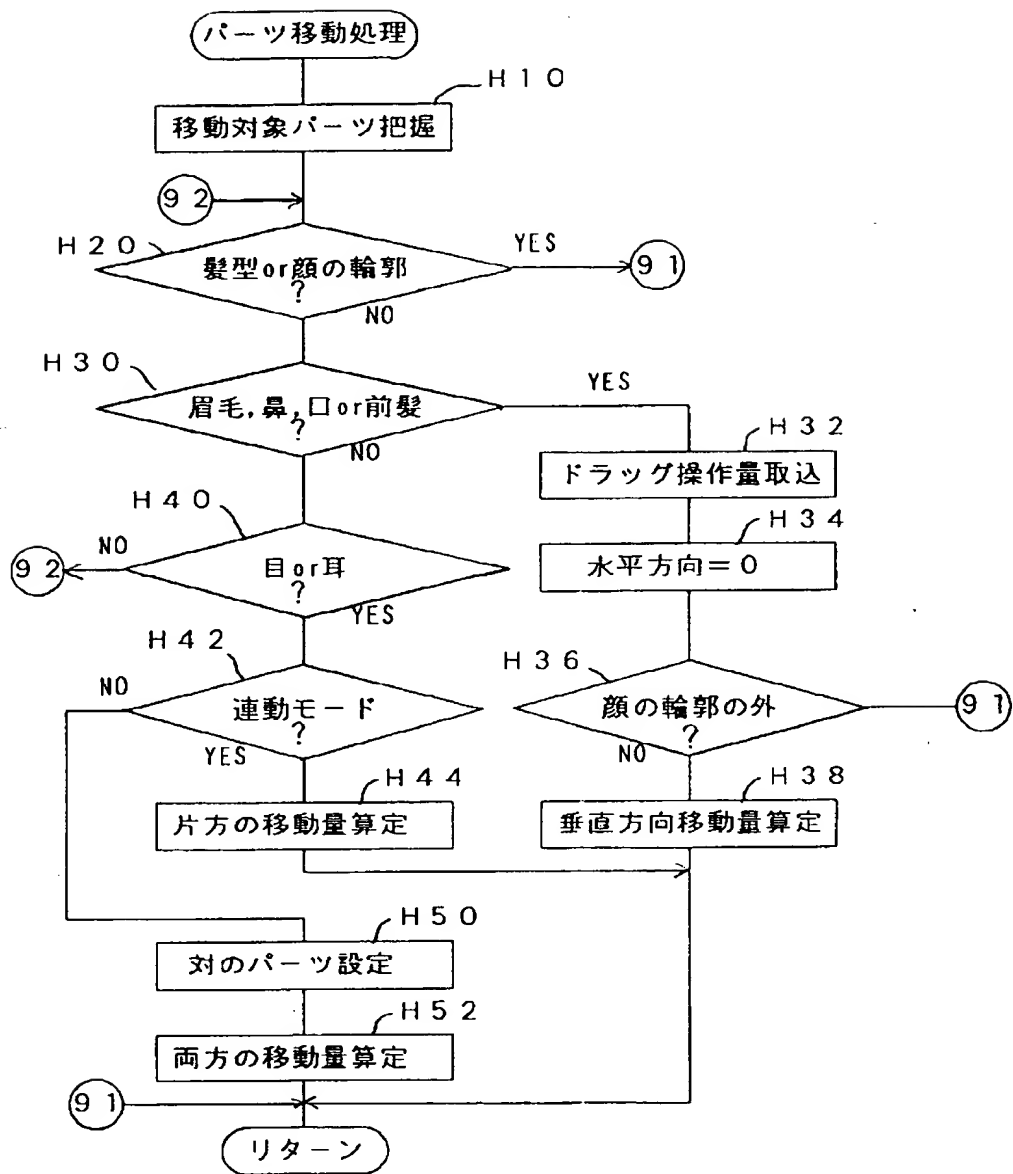 パーツ移動処理
H10
移動対象パーツ把握
92
H20
髪型or顔の輪郭
?
YES
91
NO
H30
眉毛,鼻,口or前髪
?
YES
NO
H32
ドラッグ操作量取込
H40
H34
NO
92
目or耳
?
水平方向=0
YES
H42
H36
NO
連動モード
?
顔の輪郭の外
?
91
YES
NO
H44
H38
片方の移動量算定
垂直方向移動量算定
H50
対のパーツ設定
H52
両方の移動量算定
91
リターン